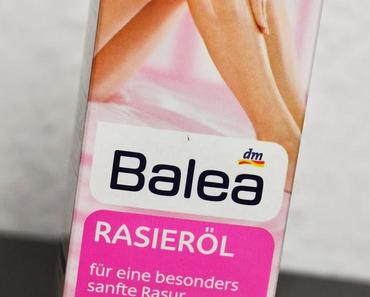 dm
Balea
RASIERÖL
für eine besonders
sanfte Rasur